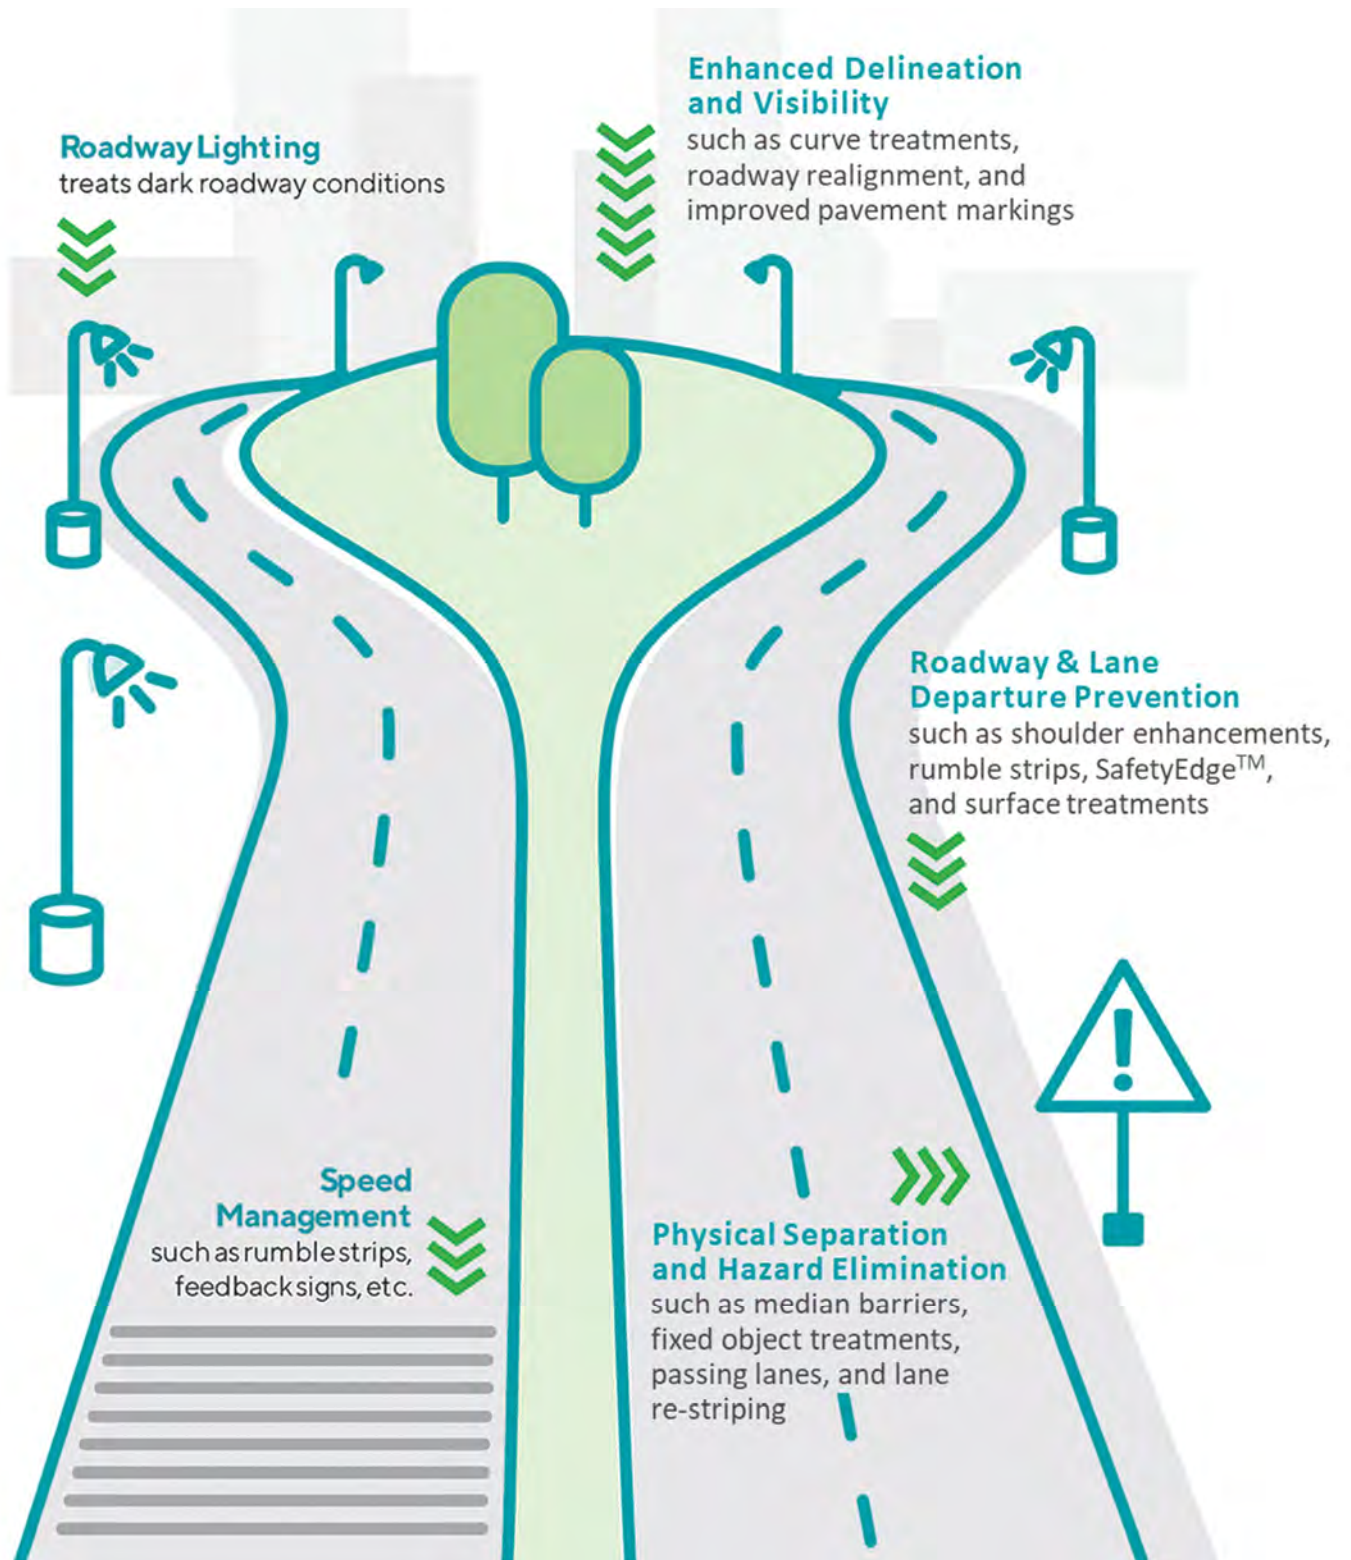 Enhanced Delineation
and Visibility
such as curve treatments,
roadway realignment, and
improved pavement markings
Roadway Lighting
treats dark roadway conditions
Roadway & Lane
Departure Prevention
such as shoulder enhancements,
rumble strips, SafetyEdge™,
and surface treatments
!
Speed
Management
such as rumble strips,
feedback signs, etc.
Physical Separation
and Hazard Elimination
such as median barriers,
fixed object treatments,
passing lanes, and lane
re-striping